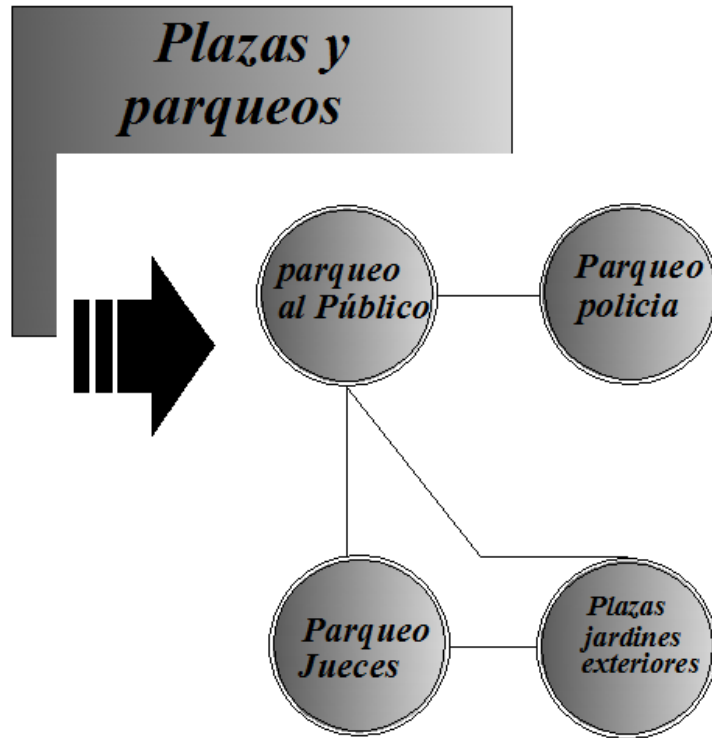 Plazas y
parqueos
parqueo
al Público
Parqueo
policia
Parqueo
Jueces
Plazas
jardines
exteriores